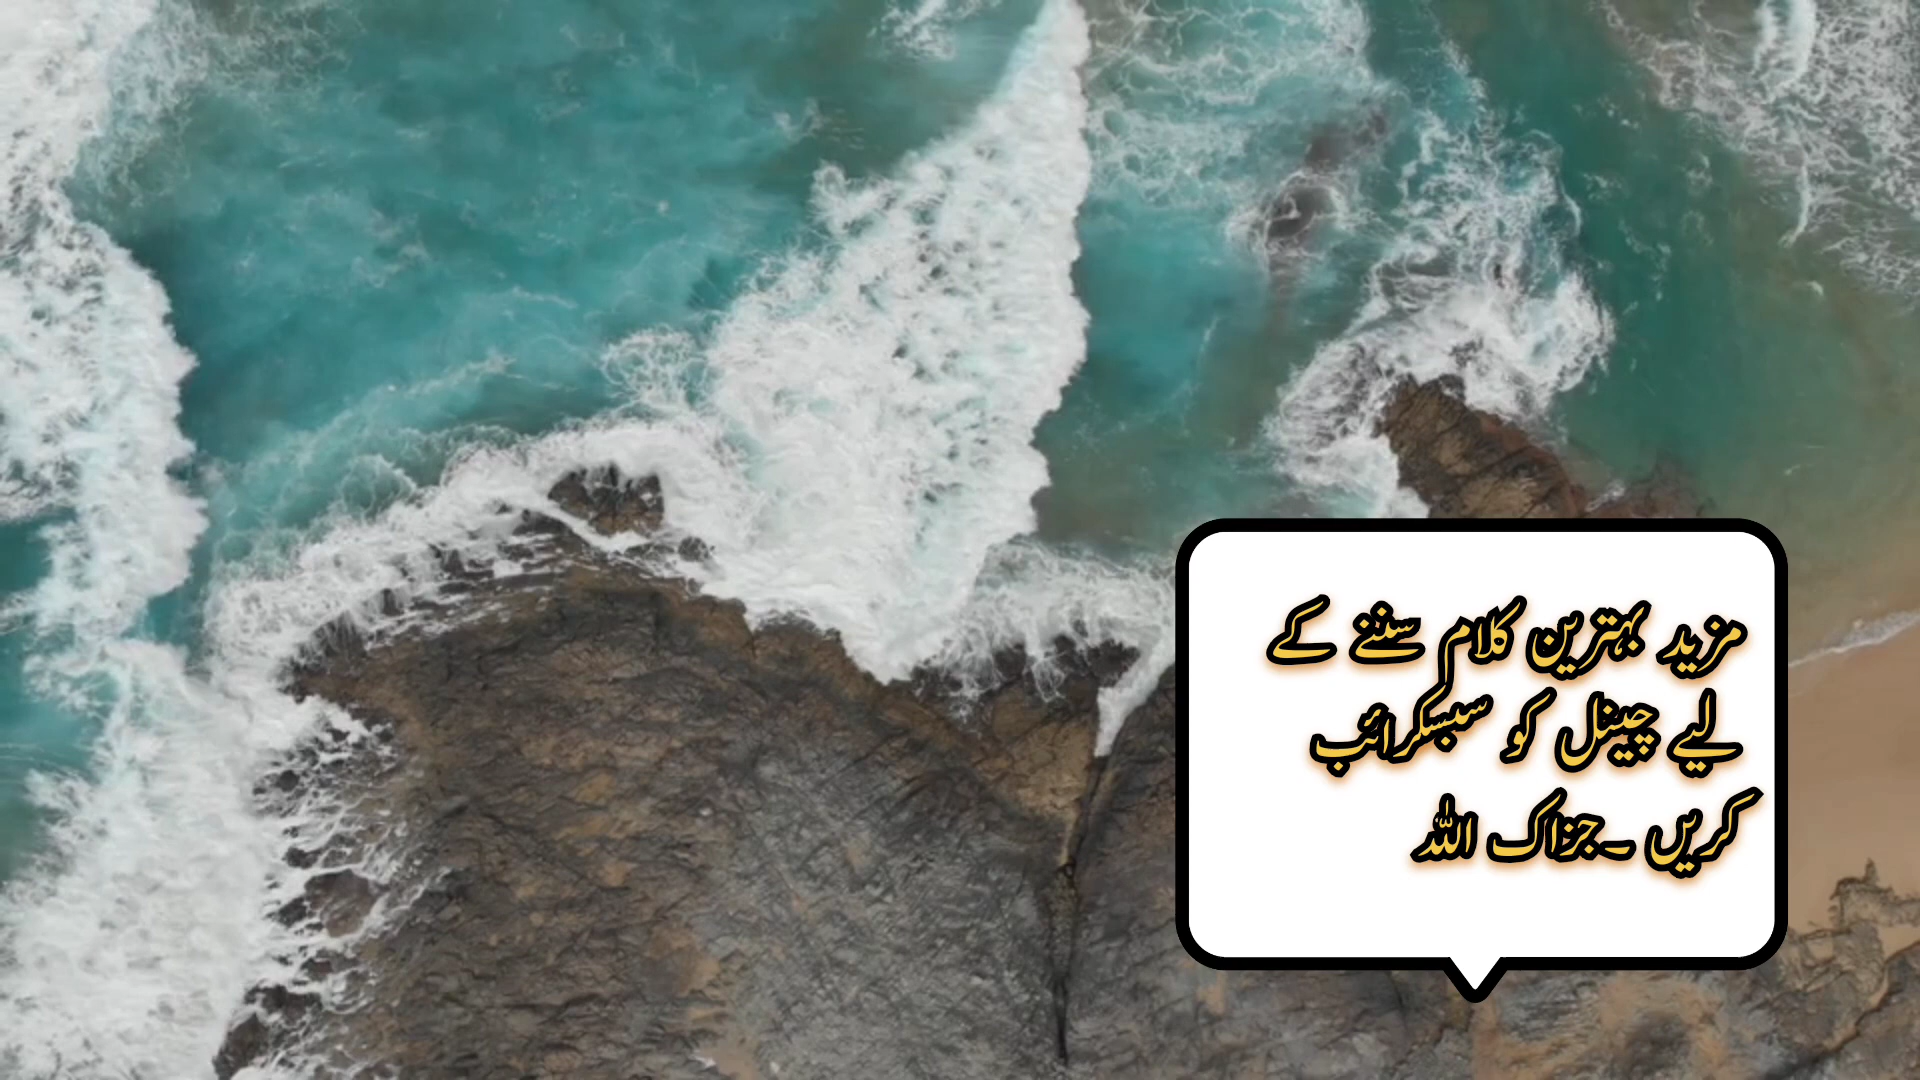 مزید بہترین کلام سننے کے
لیے چینل کو سبسکرائب
کریں ۔جزاک اللہ